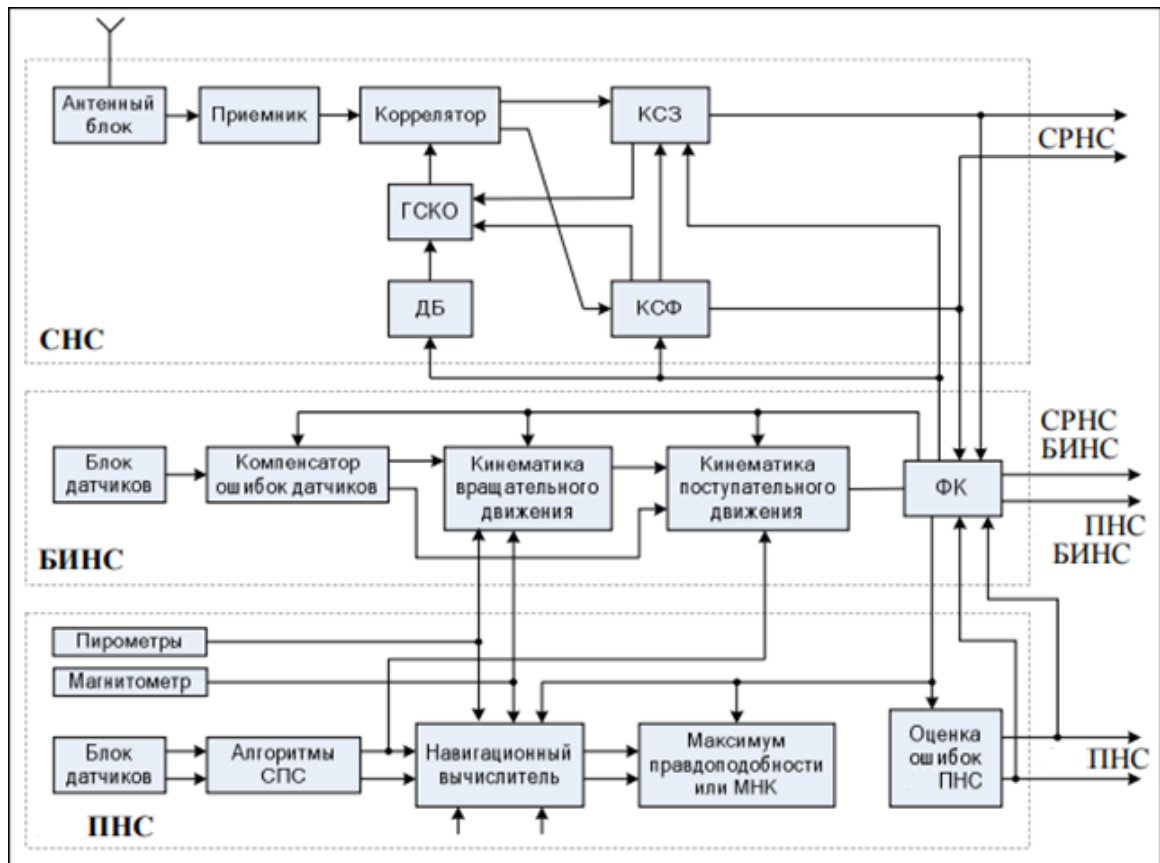 Антенный
блок
Приемник
Коррелятор
КСЗ
СРНС
ГСКО
ДБ
КСФ
СНС
Блок
датчиков
Компенсатор
ошибок датчиков
Кинематика
вращательного
движения
Кинематика
поступательного
движения
ФК
СРНС
БИНС
ПНС
БИНС
БИНС
Пирометры
Магнитометр
Блок
датчиков
Алгоритмы
СПС
Навигационный
вычислитель
Максимум
правдоподобности
или МНК
Оценка
ошибок
ПНС
ПНС
ПНС